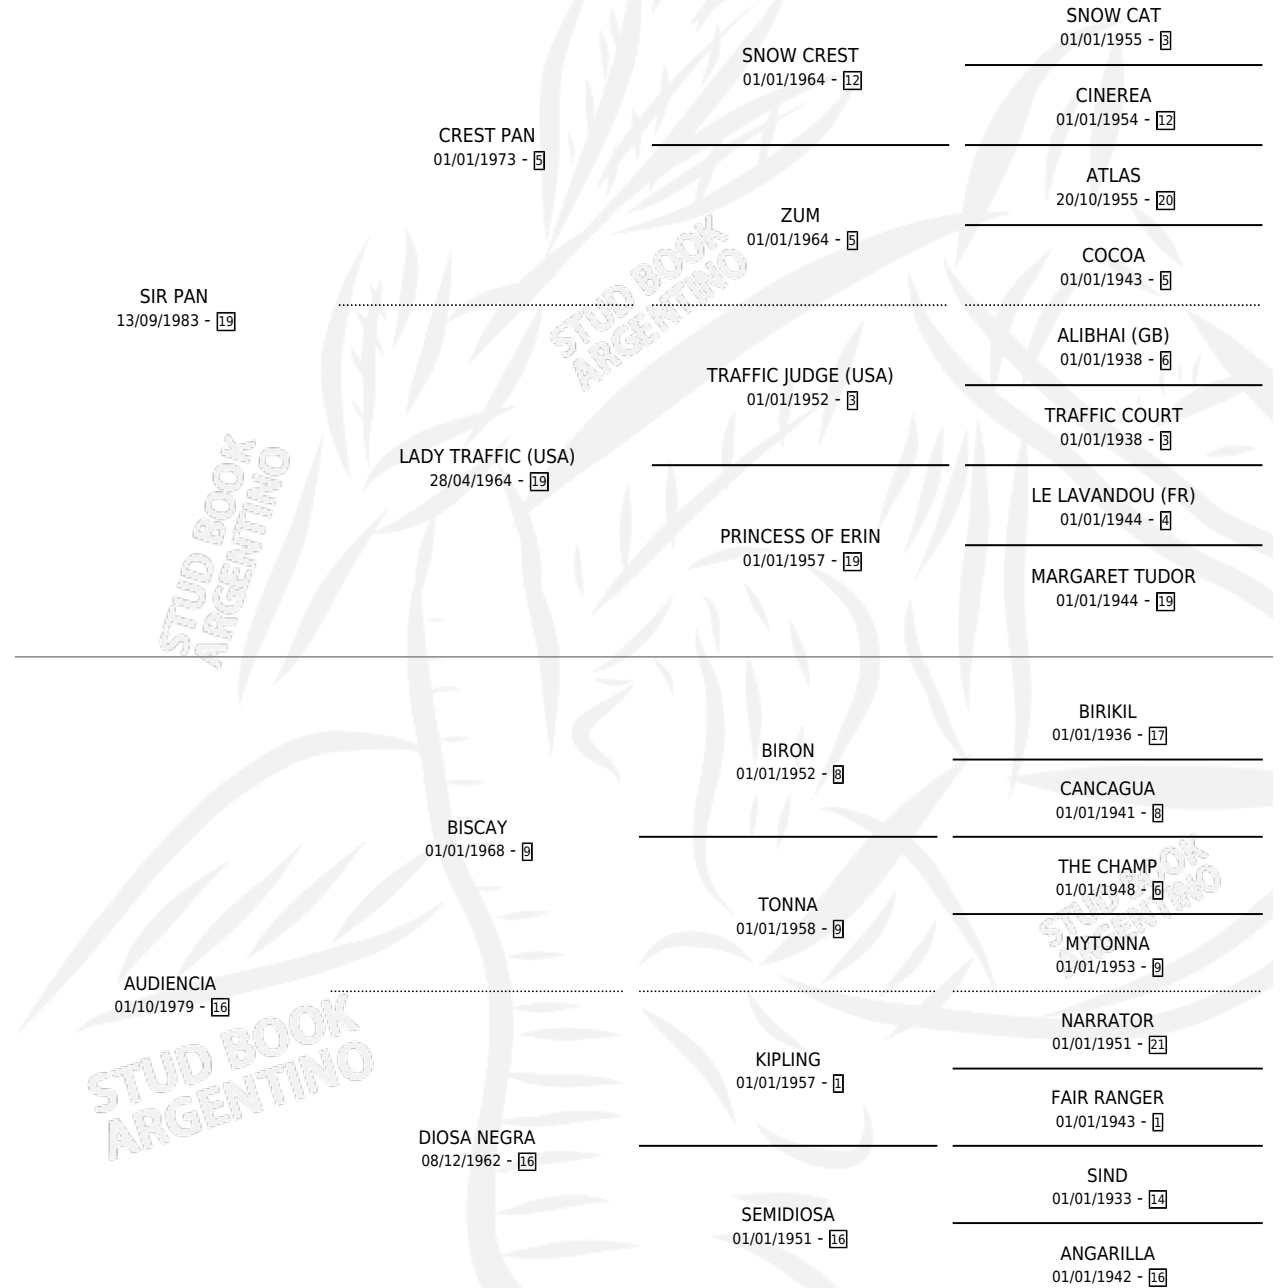 SNOW CAT
01/01/1955 - 3
SNOW CREST
01/01/1964 - 12
CINEREA
01/01/1954 - 12
CREST PAN
01/01/1973 - 5
ATLAS
20/10/1955 - 20
ZUM
01/01/1964 - 5
COCOA
01/01/1943 - 5
SIR PAN
13/09/1983 - 19
ALIBHAI (GB)
01/01/1938 - 6
TRAFFIC JUDGE (USA)
01/01/1952 - 3
TRAFFIC COURT
01/01/1938 - 3
LADY TRAFFIC (USA)
28/04/1964 - 19
LE LAVANDOU (FR)
01/01/1944 - 4
PRINCESS OF ERIN
01/01/1957 - 19
MARGARET TUDOR
01/01/1944 - 19
BIRIKIL
01/01/1936 - 17
BIRON
01/01/1952 - 8
CANCAGUA
01/01/1941 - 8
BISCAY
01/01/1968 - 9
THE CHAMP
01/01/1948 - 6
TONNA
01/01/1958 - 9
MYTONNA
01/01/1953 - 9
AUDIENCIA
01/10/1979 - 16
NARRATOR
01/01/1951 - 21
KIPLING
01/01/1957 - 1
FAIR RANGER
01/01/1943 - 1
DIOSA NEGRA
08/12/1962 - 16
SIND
01/01/1933 - 14
SEMIDIOSA
01/01/1951 - 16
ANGARILLA
01/01/1942 - 16
STUD BOOK
ARGENTINO
STUD BOOK
ARGENTINO
STUD BOOK
ARGENTINO
STUD BOOK
ARGENTINO